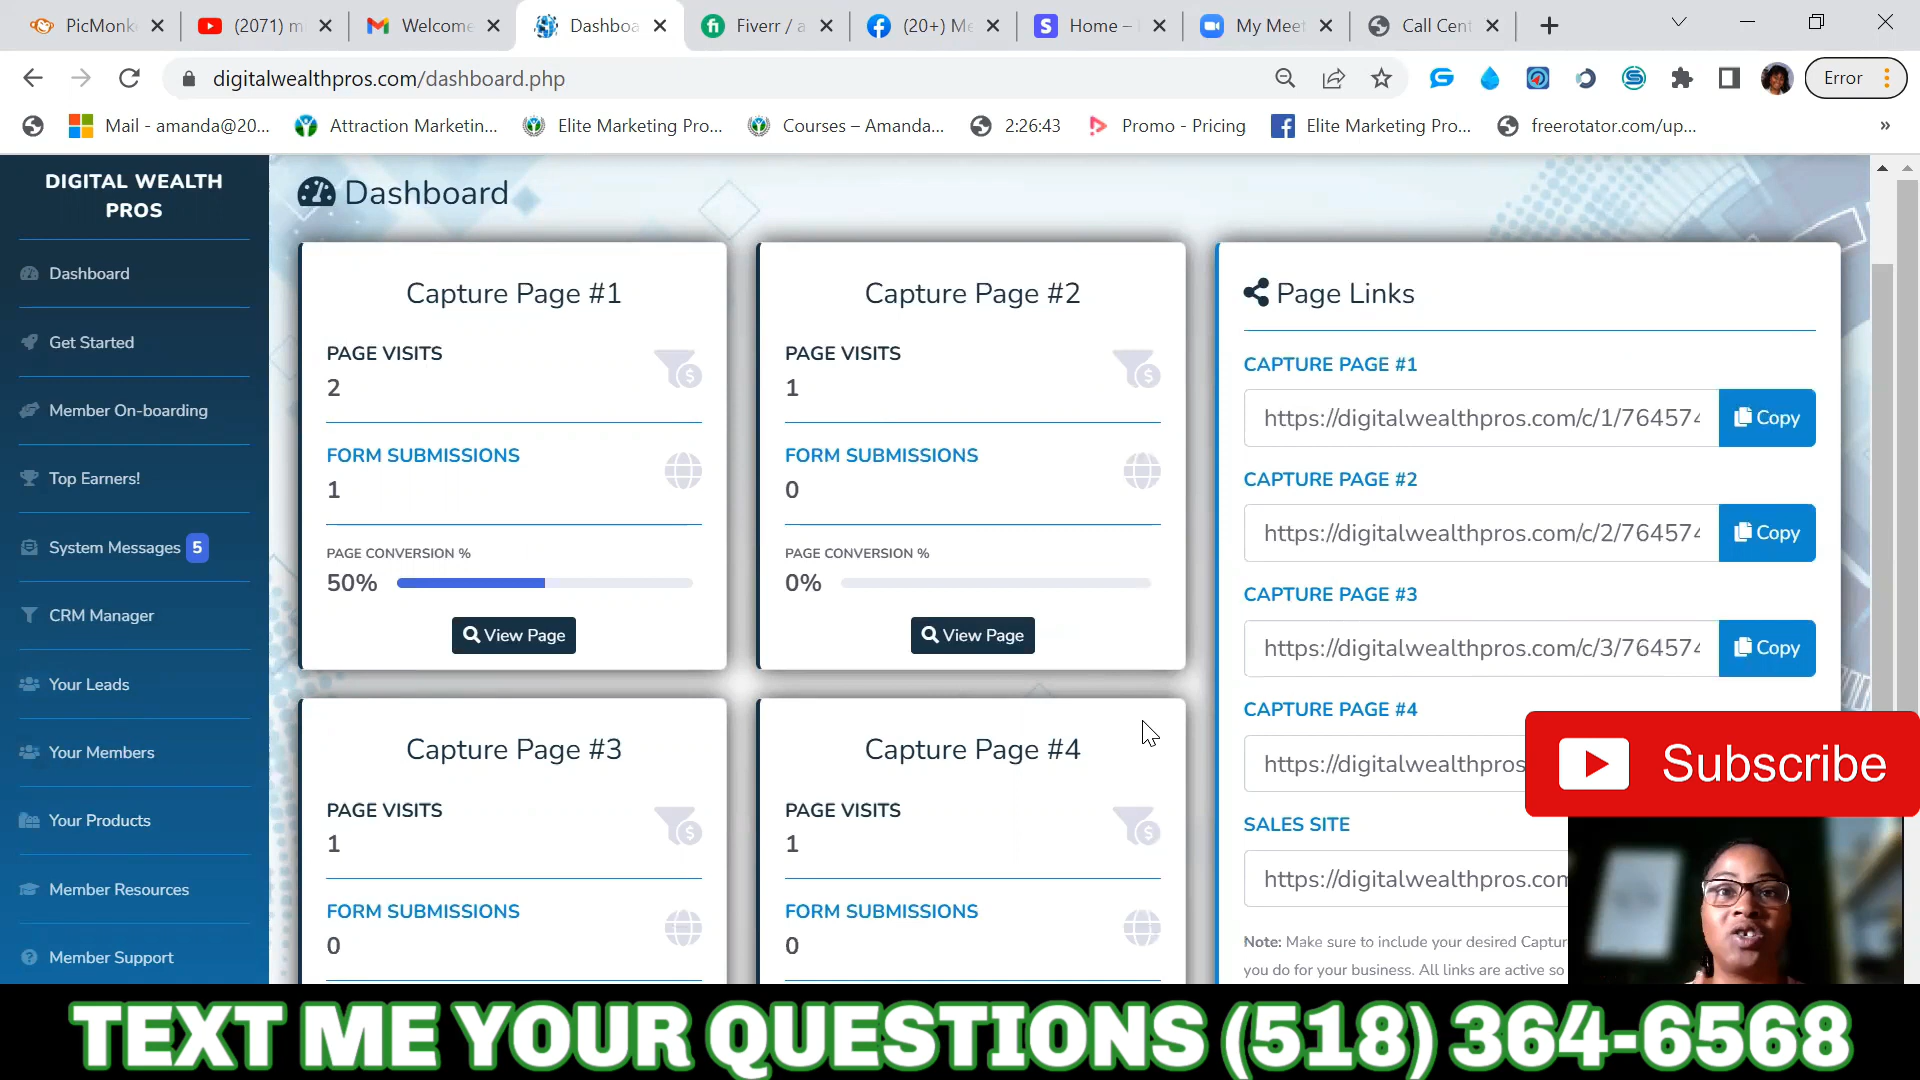 PicMonk
(2071) m
Welcome
Dashboa
Fiverr / a
(20+) Me
Home –
My Meet
Call Cent
digitalwealthpros.com/dashboard.php
Error
Mail - amanda@20...
Attraction Marketin...
Elite Marketing Pro...
Courses – Amanda...
2:26:43
Promo - Pricing
Elite Marketing Pro...
freerotator.com/up...
»
DIGITAL WEALTH
PROS
Dashboard
Get Started
Member On-boarding
Top Earners!
System Messages 5
CRM Manager
Your Leads
Your Members
Your Products
Member Resources
Member Support
Dashboard
Capture Page #1
PAGE VISITS
2
FORM SUBMISSIONS
1
PAGE CONVERSION %
50%
View Page
Capture Page #2
PAGE VISITS
1
FORM SUBMISSIONS
0
PAGE CONVERSION %
0%
View Page
Capture Page #3
PAGE VISITS
1
FORM SUBMISSIONS
0
Capture Page #4
PAGE VISITS
1
FORM SUBMISSIONS
0
Page Links
CAPTURE PAGE #1
https://digitalwealthpros.com/c/1/764574 Copy
CAPTURE PAGE #2
https://digitalwealthpros.com/c/2/764574 Copy
CAPTURE PAGE #3
https://digitalwealthpros.com/c/3/764574 Copy
CAPTURE PAGE #4
https://digitalwealthpros
SALES SITE
https://digitalwealthpros.com
Note: Make sure to include your desired Captur
you do for your business. All links are active so
Subscribe
TEXT ME YOUR QUESTIONS (518) 364-6568